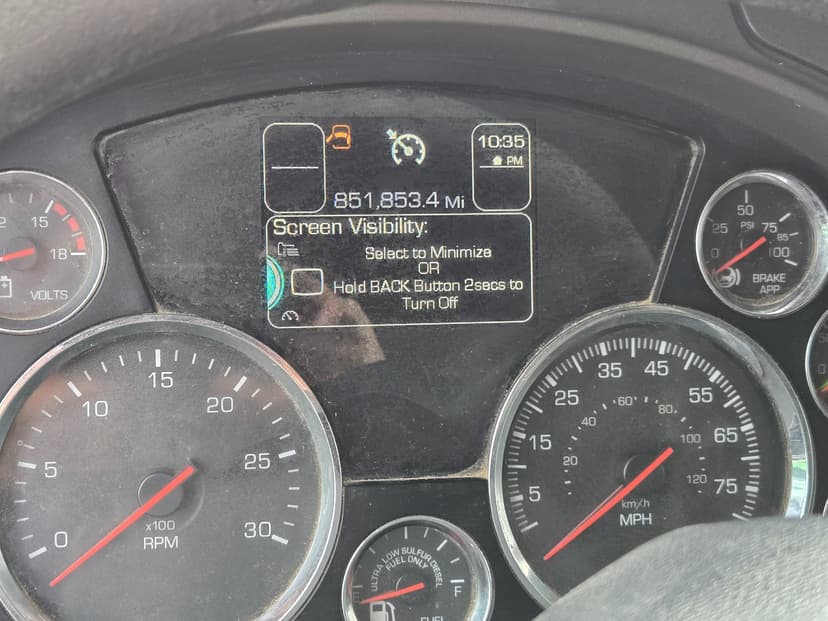 10:35
PM
851,853.4 Mi
Screen Visibility:
Select to Minimize
OR
Hold BACK Button 2secs to
Turn Off
15
18
VOLTS
0
5
10
15
20
25
30
x100
RPM
5
15
25
35
45
55
65
75
20
40
60
80
100
120
km/h
MPH
25
50
75
85
100
PSI
BRAKE
APP
ULTRA LOW SULFUR DIESEL
FUEL ONLY
F
FUEL